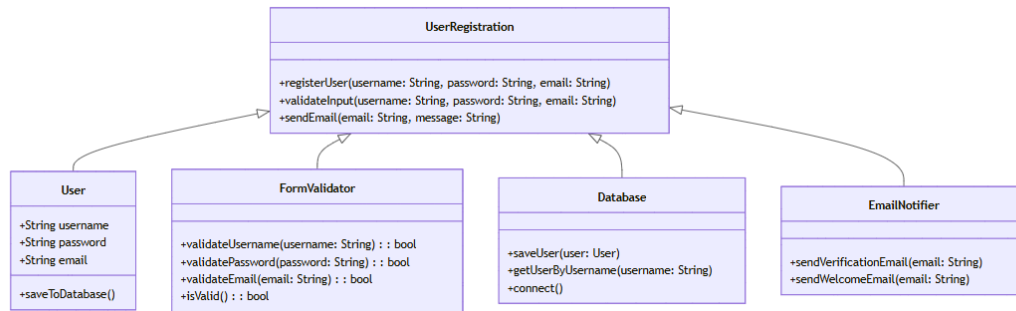 UserRegistration
+registerUser(username: String, password: String, email: String)
+validateInput(username: String, password: String, email: String)
+sendEmail(email: String, message: String)
User
+String username
+String password
+String email
+saveToDatabase()
FormValidator
+validateUsername(username: String) : : bool
+validatePassword(password: String) : : bool
+validateEmail(email: String) : : bool
+isValid() : : bool
Database
+saveUser(user: User)
+getUserByUsername(username: String)
+connect()
EmailNotifier
+sendVerificationEmail(email: String)
+sendWelcomeEmail(email: String)